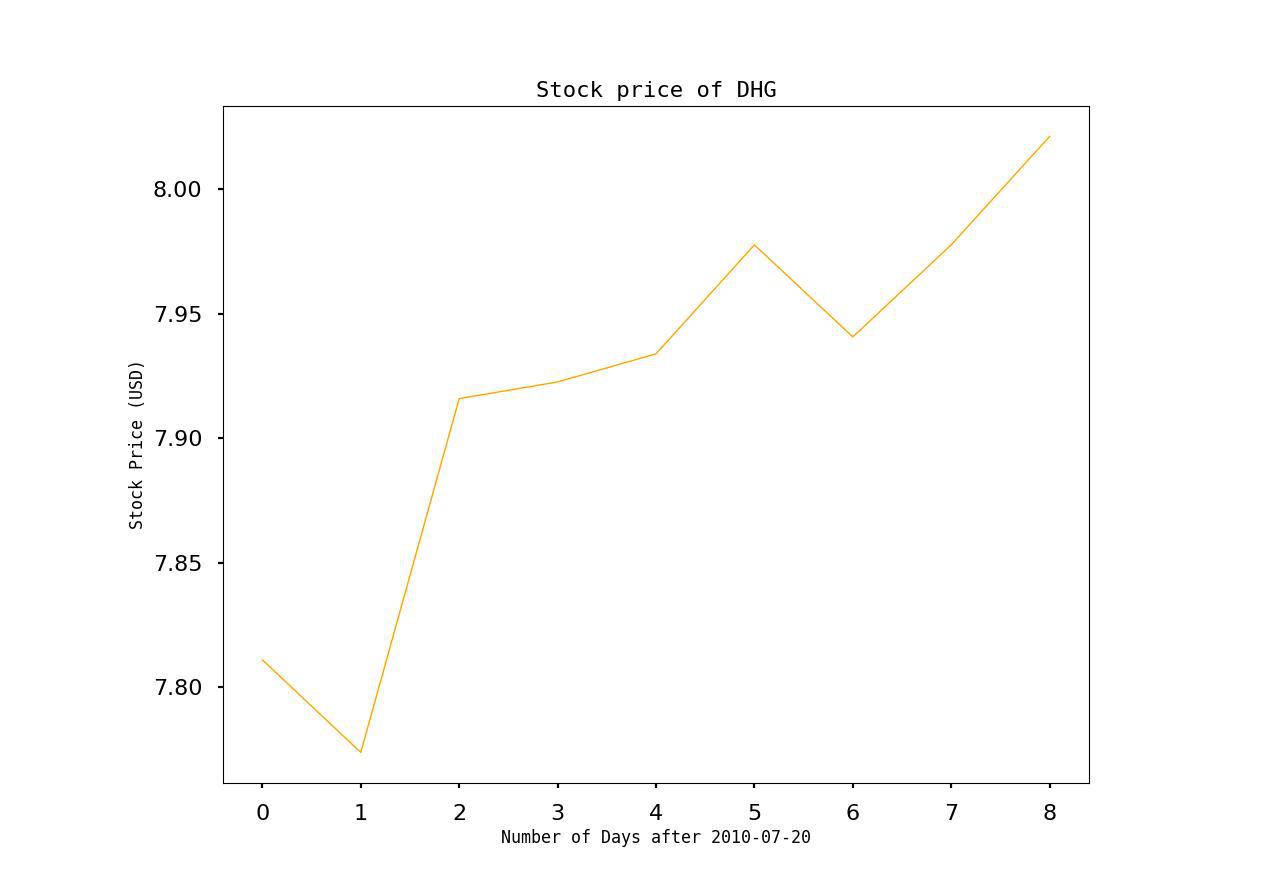 Stock price of DHG
8.00
7.95
7.90
7.85
7.80
Stock Price (USD)
0 1 2 3 4 5 6 7 8
Number of Days after 2010-07-20